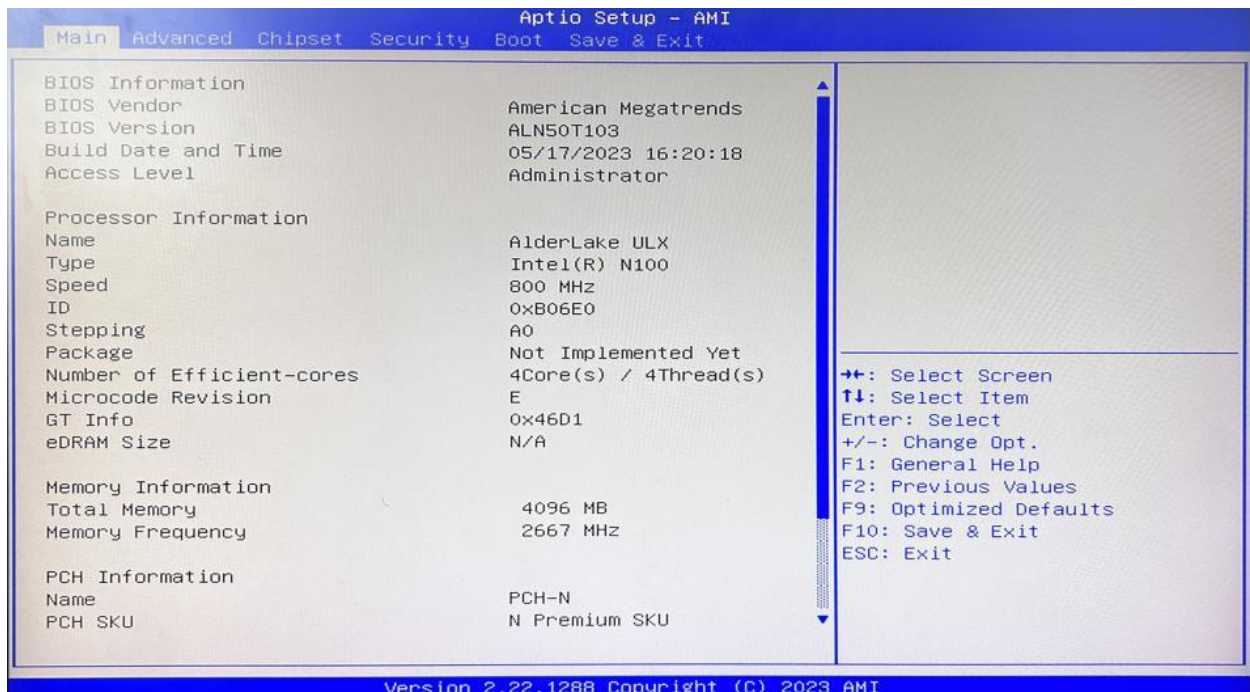 Aptio Setup – AMI
Main Advanced Chipset Security Boot Save & Exit
BIOS Information
BIOS Vendor American Megatrends
BIOS Version ALN50T103
Build Date and Time 05/17/2023 16:20:18
Access Level Administrator
Processor Information
Name AlderLake ULX
Type Intel(R) N100
Speed 800 MHz
ID 0xB06E0
Stepping A0
Package Not Implemented Yet
Number of Efficient-cores 4Core(s) / 4Thread(s)
Microcode Revision E
GT Info 0x46D1
eDRAM Size N/A
Memory Information
Total Memory 4096 MB
Memory Frequency 2667 MHz
PCH Information
Name PCH-N
PCH SKU N Premium SKU
→←: Select Screen
↑↓: Select Item
Enter: Select
+/-: Change Opt.
F1: General Help
F2: Previous Values
F9: Optimized Defaults
F10: Save & Exit
ESC: Exit
Version 2.22.1288 Copyright (C) 2023 AMI